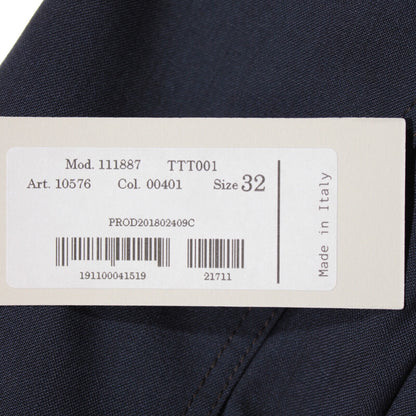 Mod. 111887 TTT001
Art. 10576 Col. 00401 Size 32
PROD201802409C
191100041519 21711
Made in Italy